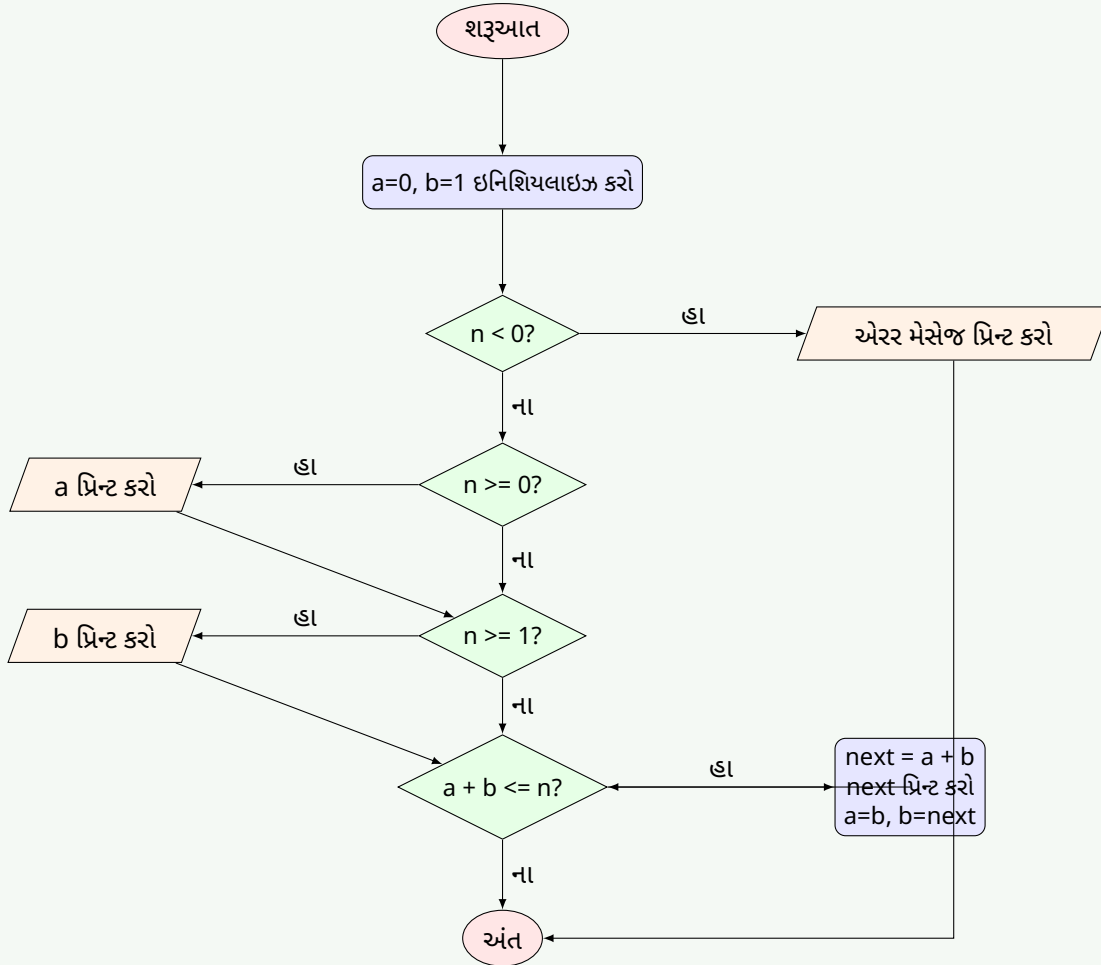 શરૂઆત
a=0, b=1 ઇનિશિયલાઇઝ કરો
n < 0?
હા
એરર મેસેજ પ્રિન્ટ કરો
ના
n >= 0?
હા
a પ્રિન્ટ કરો
ના
n >= 1?
હા
b પ્રિન્ટ કરો
ના
a + b <= n?
હા
next = a + b
next પ્રિન્ટ કરો
a=b, b=next
ના
અંત